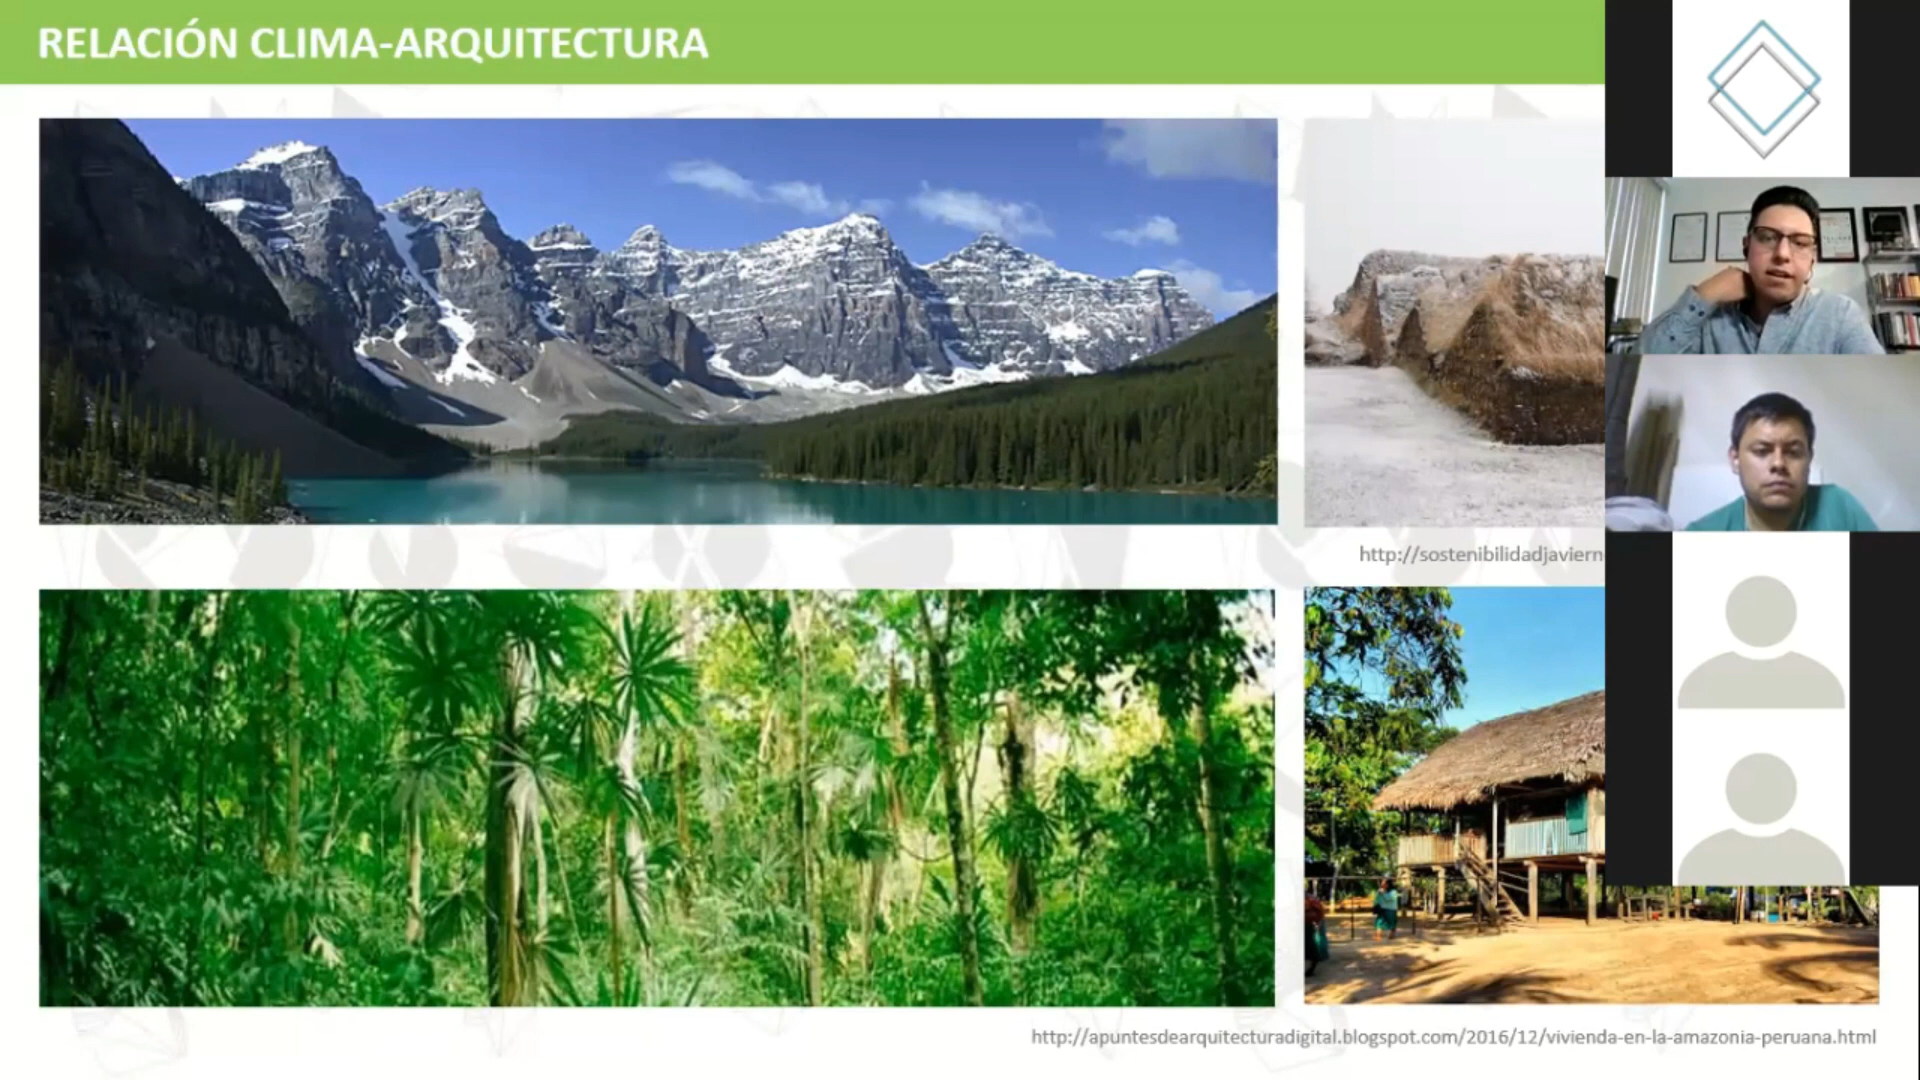 RELACIÓN CLIMA-ARQUITECTURA
http://sostenibilidadjaviern
http://apuntesdearquitecturadigital.blogspot.com/2016/12/vivienda-en-la-amazonia-peruana.html